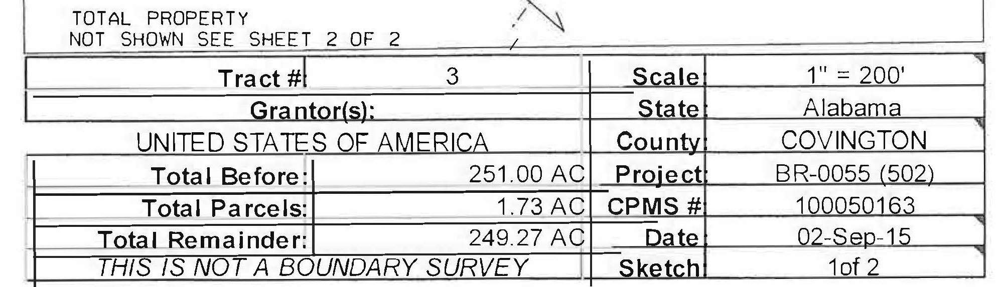 TOTAL PROPERTY
NOT SHOWN SEE SHEET 2 OF 2
Tract #: 3 Scale: 1" = 200'
Grantor(s): State: Alabama
UNITED STATES OF AMERICA County: COVINGTON
Total Before: 251.00 AC Project: BR-0055 (502)
Total Parcels: 1.73 AC CPMS #: 100050163
Total Remainder: 249.27 AC Date: 02-Sep-15
THIS IS NOT A BOUNDARY SURVEY Sketch: 1of 2